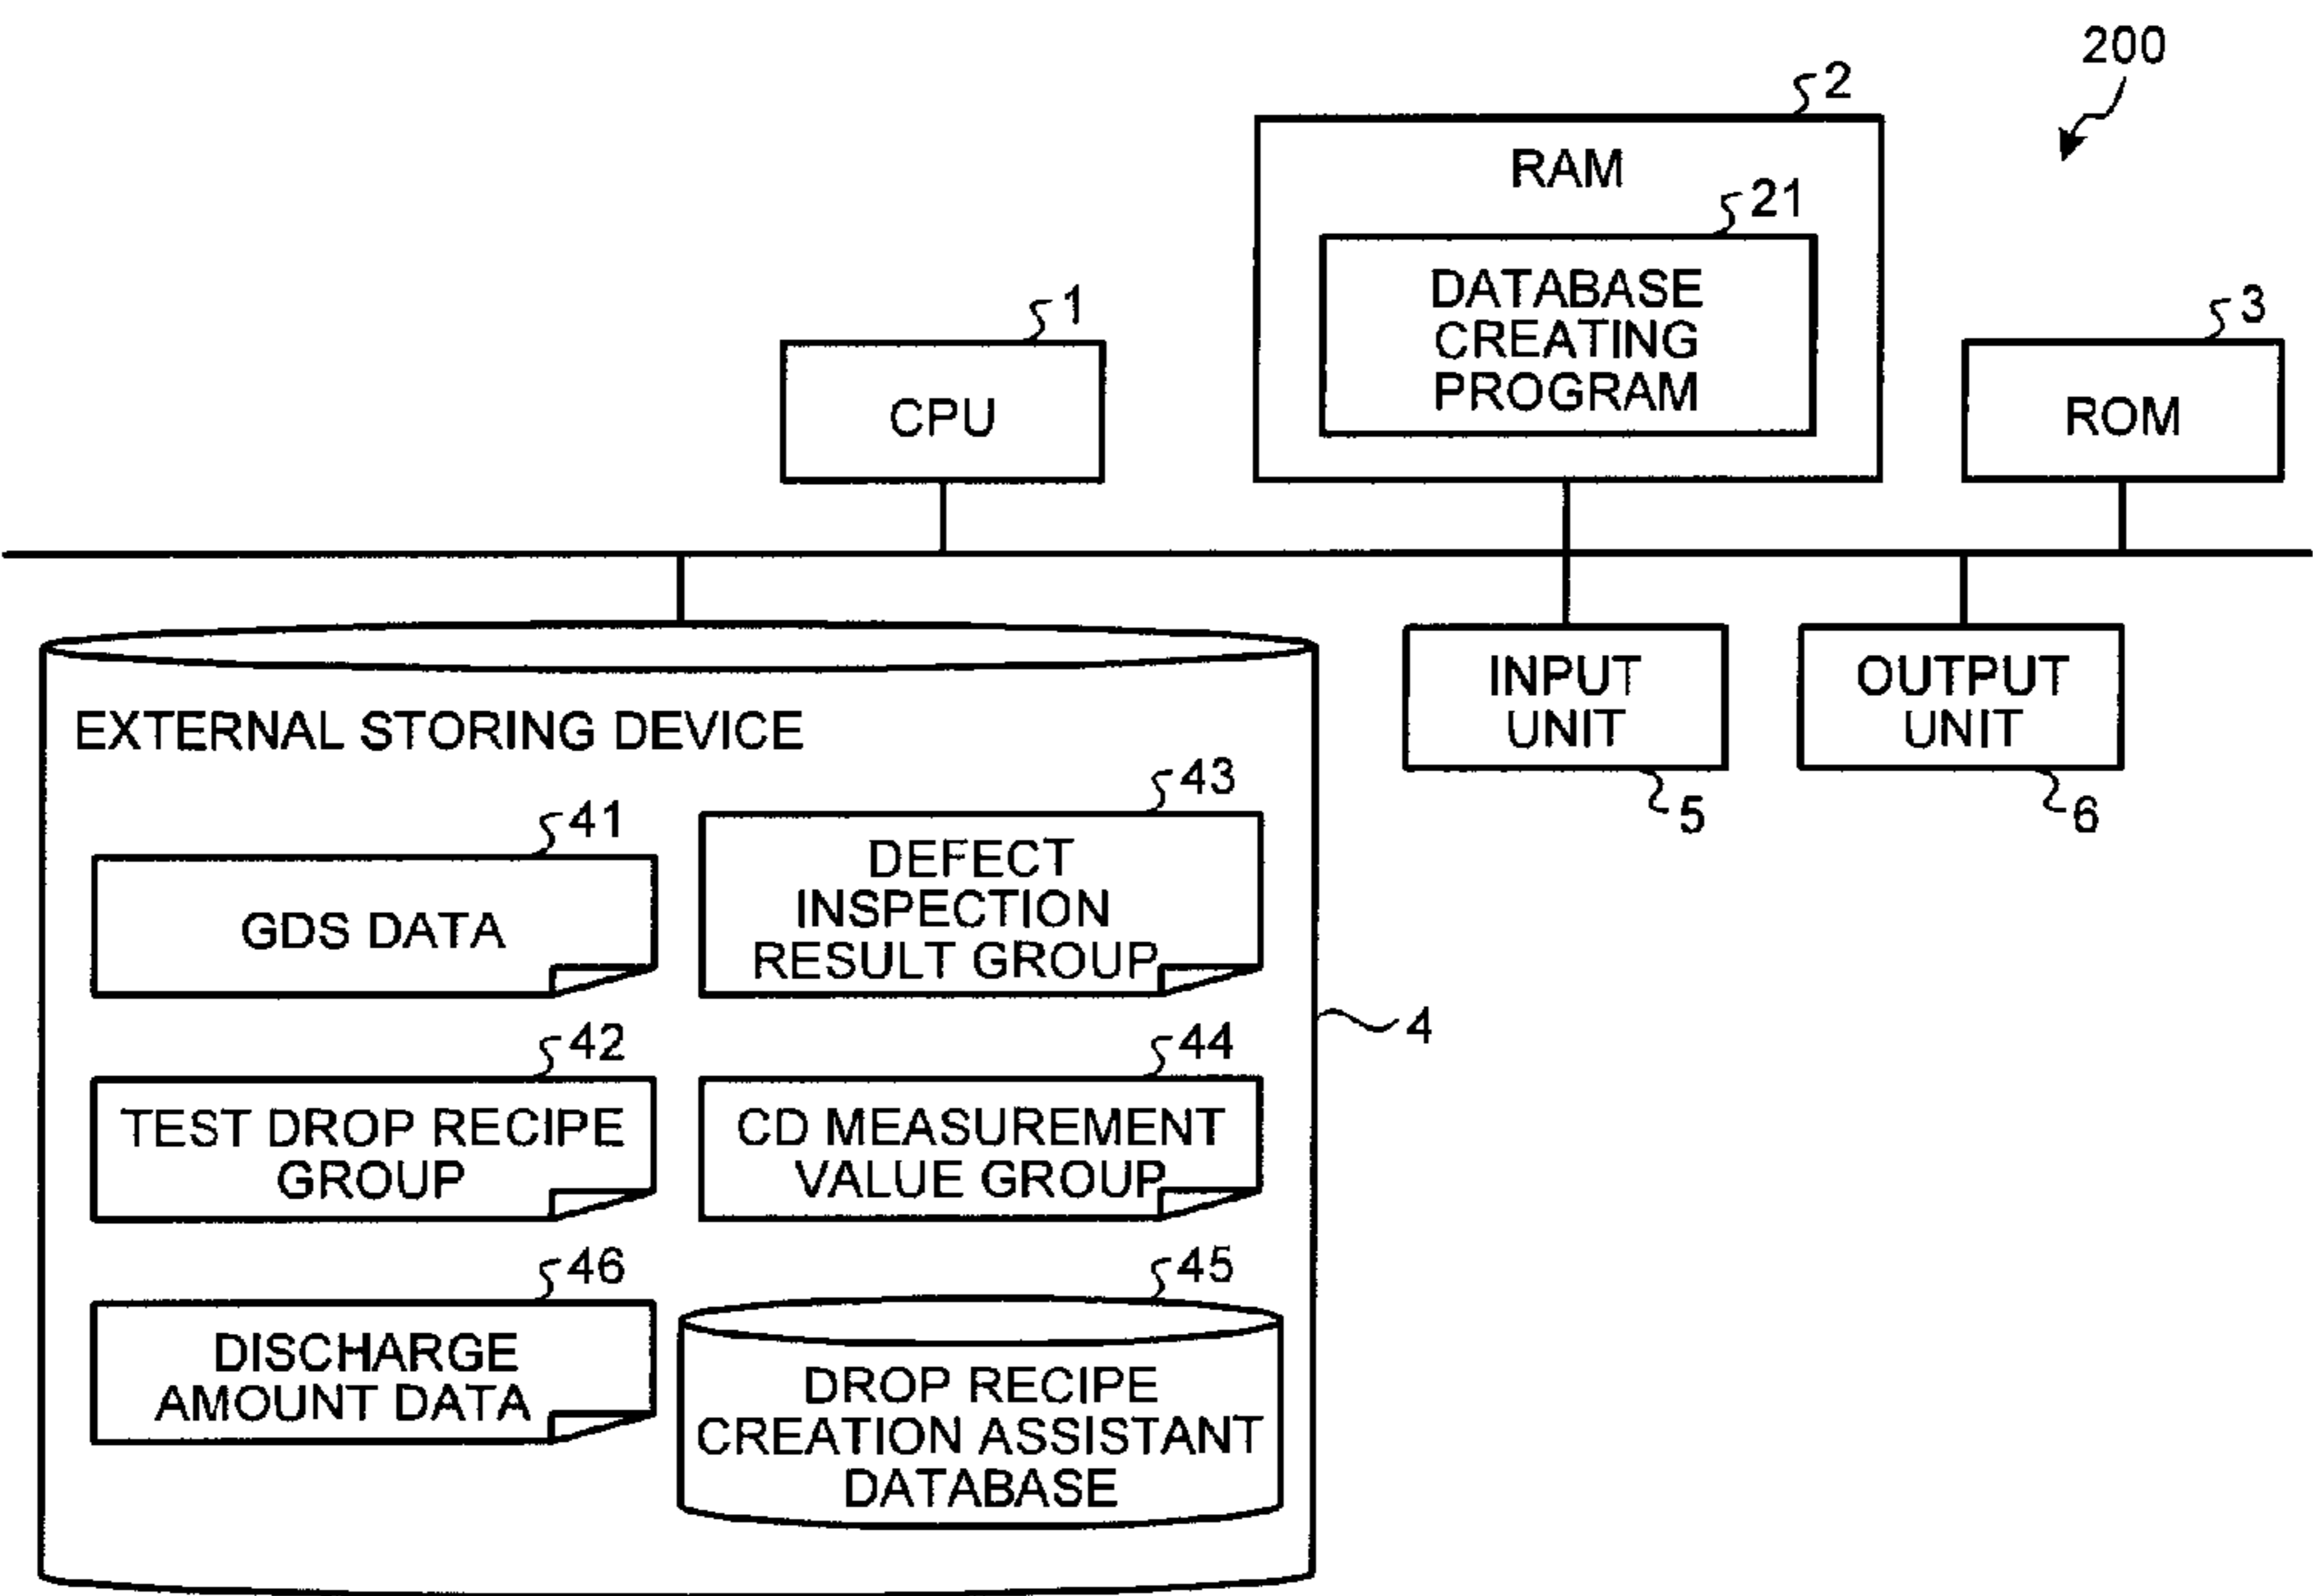 200
2
RAM
21
DATABASE
CREATING
PROGRAM
1
CPU
3
ROM
EXTERNAL STORING DEVICE
41
GDS DATA
43
DEFECT
INSPECTION
RESULT GROUP
42
TEST DROP RECIPE
GROUP
44
CD MEASUREMENT
VALUE GROUP
46
DISCHARGE
AMOUNT DATA
45
DROP RECIPE
CREATION ASSISTANT
DATABASE
4
INPUT
UNIT
5
OUTPUT
UNIT
6